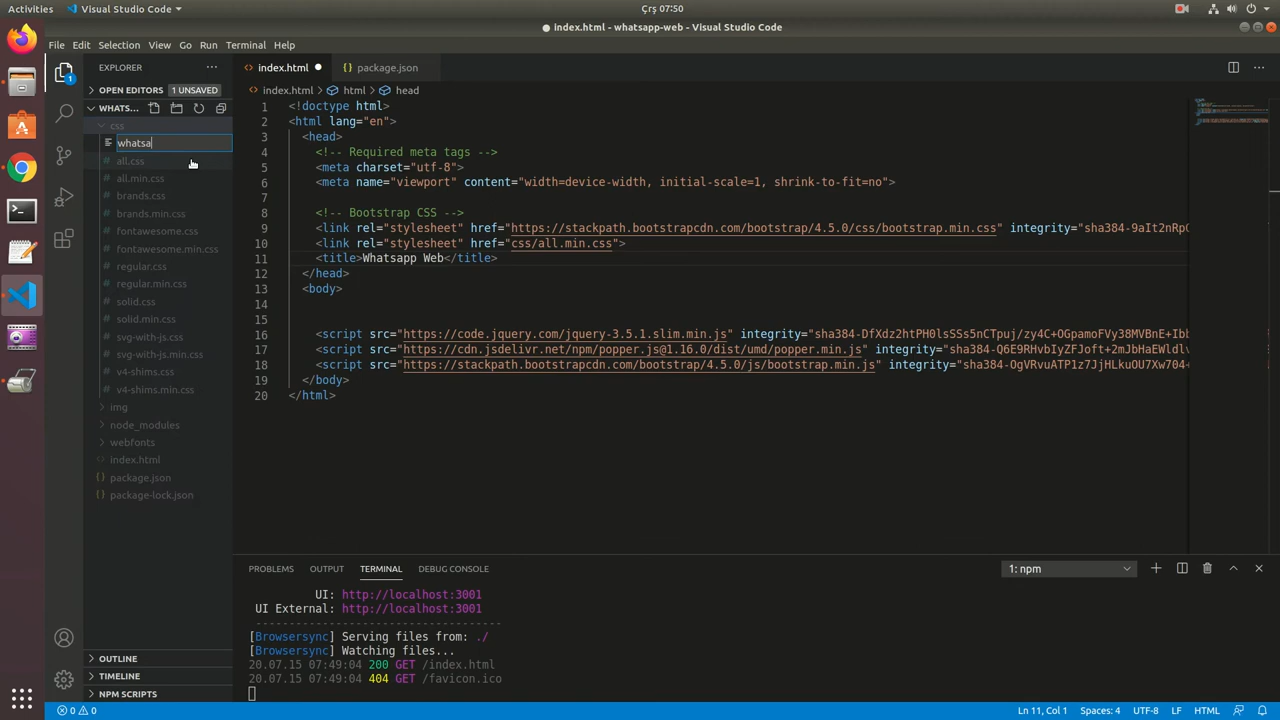 Activities
Visual Studio Code
Çrş 07:50
● index.html - whatsapp-web - Visual Studio Code
File Edit Selection View Go Run Terminal Help
EXPLORER
OPEN EDITORS 1 UNSAVED
WHATS...
css
whatsa
all.css
all.min.css
brands.css
brands.min.css
fontawesome.css
fontawesome.min.css
regular.css
regular.min.css
solid.css
solid.min.css
svg-with-js.css
svg-with-js.min.css
v4-shims.css
v4-shims.min.css
img
node_modules
webfonts
index.html
package.json
package-lock.json
OUTLINE
TIMELINE
NPM SCRIPTS
index.html ● package.json
index.html > html > head
1 <!doctype html>
2 <html lang="en">
3 <head>
4 <!-- Required meta tags -->
5 <meta charset="utf-8">
6 <meta name="viewport" content="width=device-width, initial-scale=1, shrink-to-fit=no">
7
8 <!-- Bootstrap CSS -->
9 <link rel="stylesheet" href="https://stackpath.bootstrapcdn.com/bootstrap/4.5.0/css/bootstrap.min.css" integrity="sha384-9aIt2nRpC
10 <link rel="stylesheet" href="css/all.min.css">
11 <title>Whatsapp Web</title>
12 </head>
13 <body>
14
15
16 <script src="https://code.jquery.com/jquery-3.5.1.slim.min.js" integrity="sha384-DfXdz2htPH0lsSSs5nCTpuj/zy4C+OGpamoFVy38MVBnE+Ibb
17 <script src="https://cdn.jsdelivr.net/npm/popper.js@1.16.0/dist/umd/popper.min.js" integrity="sha384-Q6E9RHvbIyZFJoft+2mJbHaEWldlv
18 <script src="https://stackpath.bootstrapcdn.com/bootstrap/4.5.0/js/bootstrap.min.js" integrity="sha384-OgVRvuATP1z7JjHLkuOU7Xw704+
19 </body>
20 </html>
PROBLEMS OUTPUT TERMINAL DEBUG CONSOLE
1: npm
UI: http://localhost:3001
UI External: http://localhost:3001
----------------------------------
[Browsersync] Serving files from: ./
[Browsersync] Watching files...
20.07.15 07:49:04 200 GET /index.html
20.07.15 07:49:04 404 GET /favicon.ico
0 0
Ln 11, Col 1 Spaces: 4 UTF-8 LF HTML